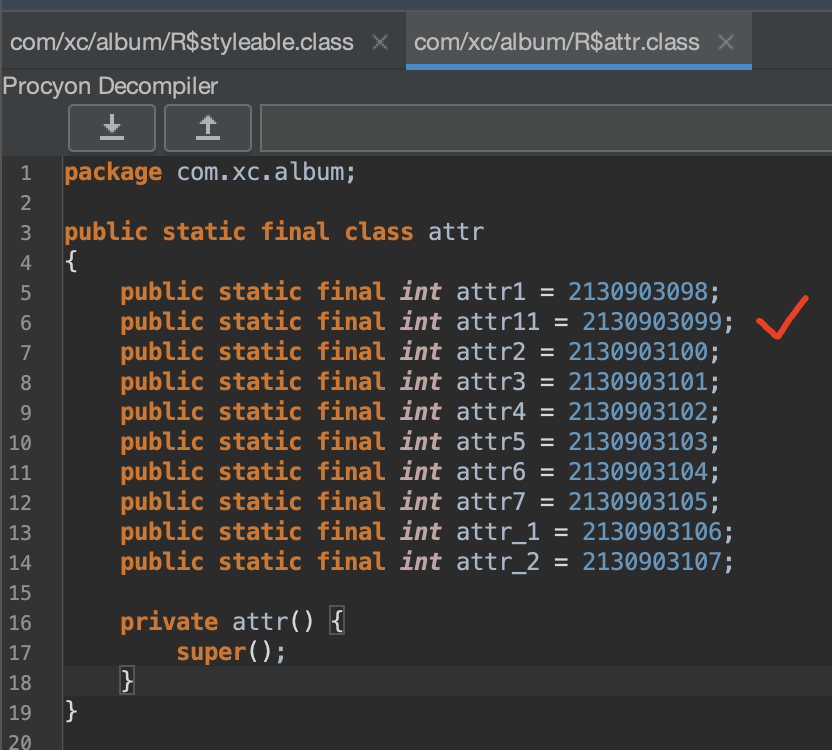 com/xc/album/R$styleable.class × com/xc/album/R$attr.class ×
Procyon Decompiler
1 package com.xc.album;
2
3 public static final class attr
4 {
5 public static final int attr1 = 2130903098;
6 public static final int attr11 = 2130903099;
7 public static final int attr2 = 2130903100;
8 public static final int attr3 = 2130903101;
9 public static final int attr4 = 2130903102;
10 public static final int attr5 = 2130903103;
11 public static final int attr6 = 2130903104;
12 public static final int attr7 = 2130903105;
13 public static final int attr_1 = 2130903106;
14 public static final int attr_2 = 2130903107;
15
16 private attr() {
17 super();
18 }
19 }
20